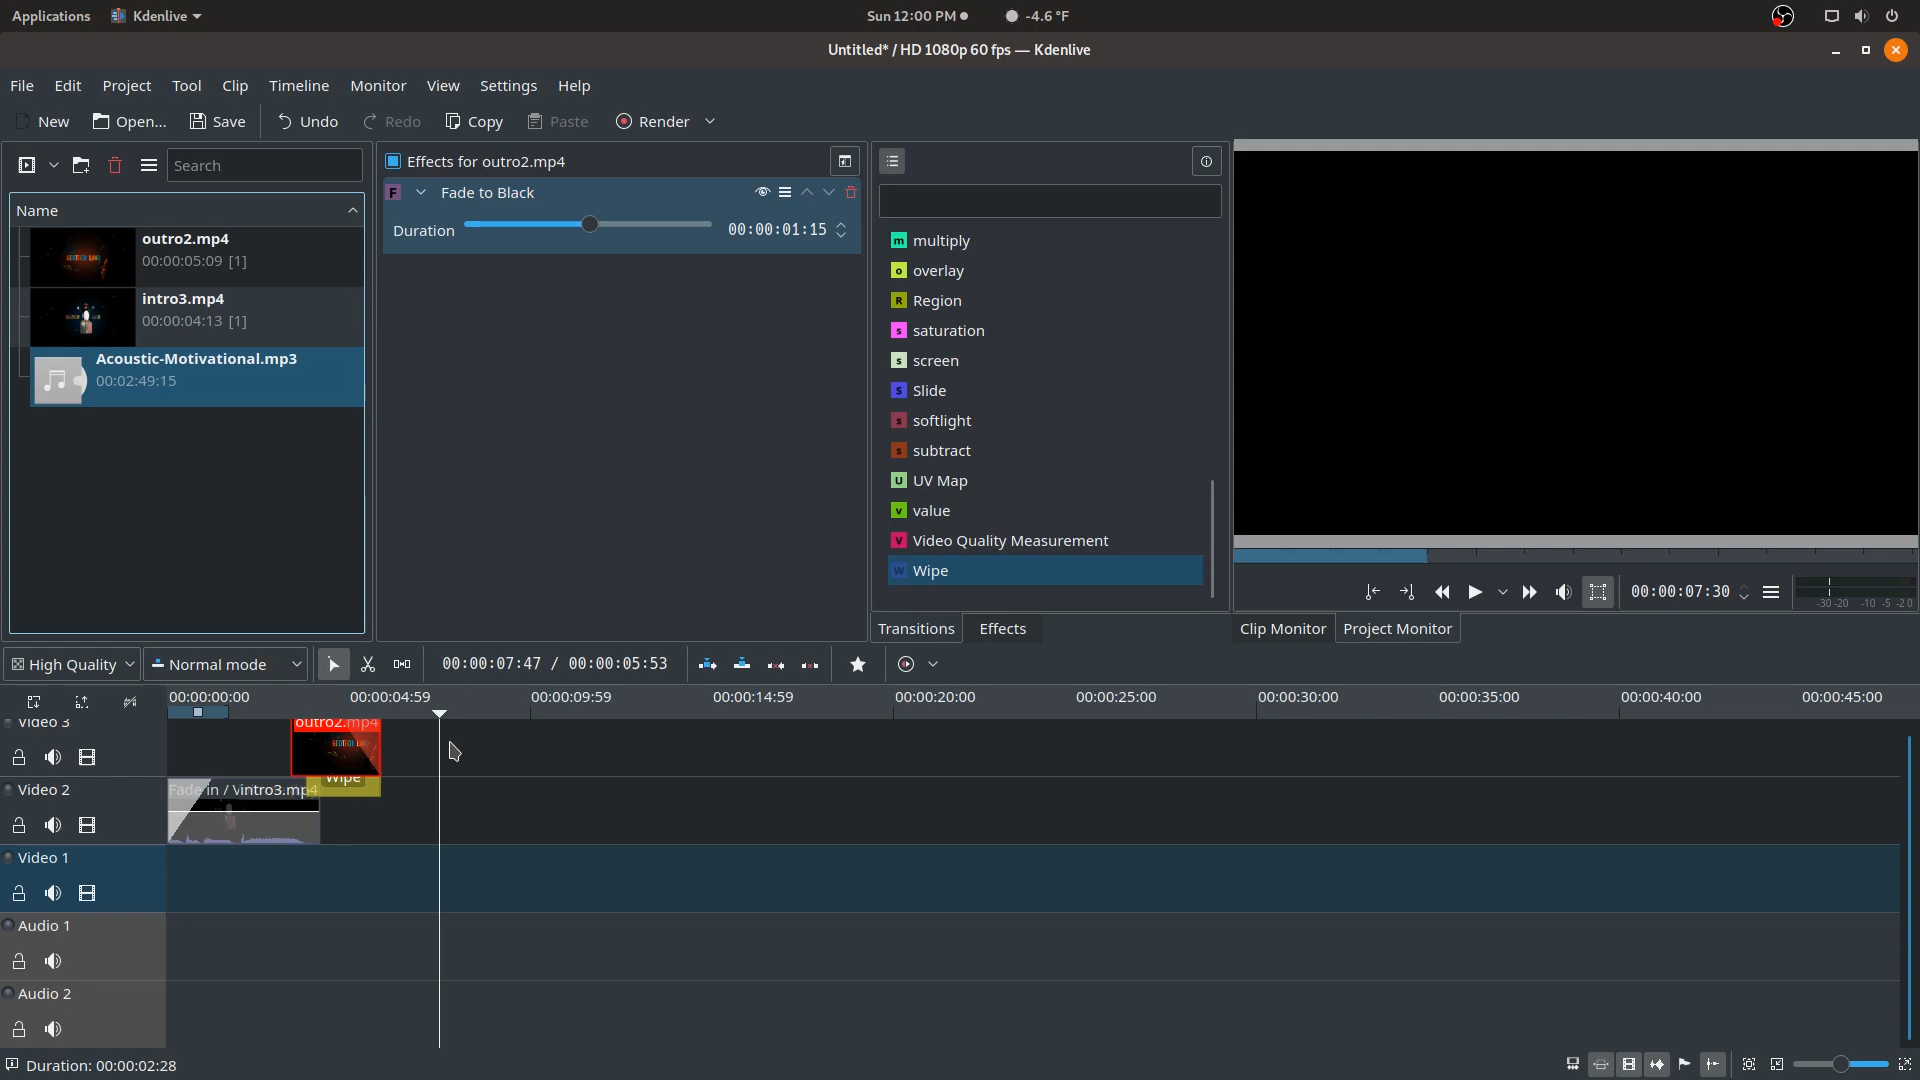 Applications Kdenlive Sun 12:00 PM -4.6 °F
Untitled* / HD 1080p 60 fps — Kdenlive
File Edit Project Tool Clip Timeline Monitor View Settings Help
New Open... Save Undo Redo Copy Paste Render
Search
Name
outro2.mp4
00:00:05:09 [1]
intro3.mp4
00:00:04:13 [1]
Acoustic-Motivational.mp3
00:02:49:15
Effects for outro2.mp4
F Fade to Black
Duration 00:00:01:15
m multiply
o overlay
R Region
s saturation
s screen
S Slide
s softlight
s subtract
U UV Map
v value
V Video Quality Measurement
W Wipe
Transitions Effects
00:00:07:30
-30 -20 -10 -5 -2 0
Clip Monitor Project Monitor
High Quality Normal mode 00:00:07:47 / 00:00:05:53
00:00:00:00 00:00:04:59 00:00:09:59 00:00:14:59 00:00:20:00 00:00:25:00 00:00:30:00 00:00:35:00 00:00:40:00 00:00:45:00
Video 3
outro2.mp4
Wipe
Video 2
Fade in / \intro3.mp4
Video 1
Audio 1
Audio 2
Duration: 00:00:02:28